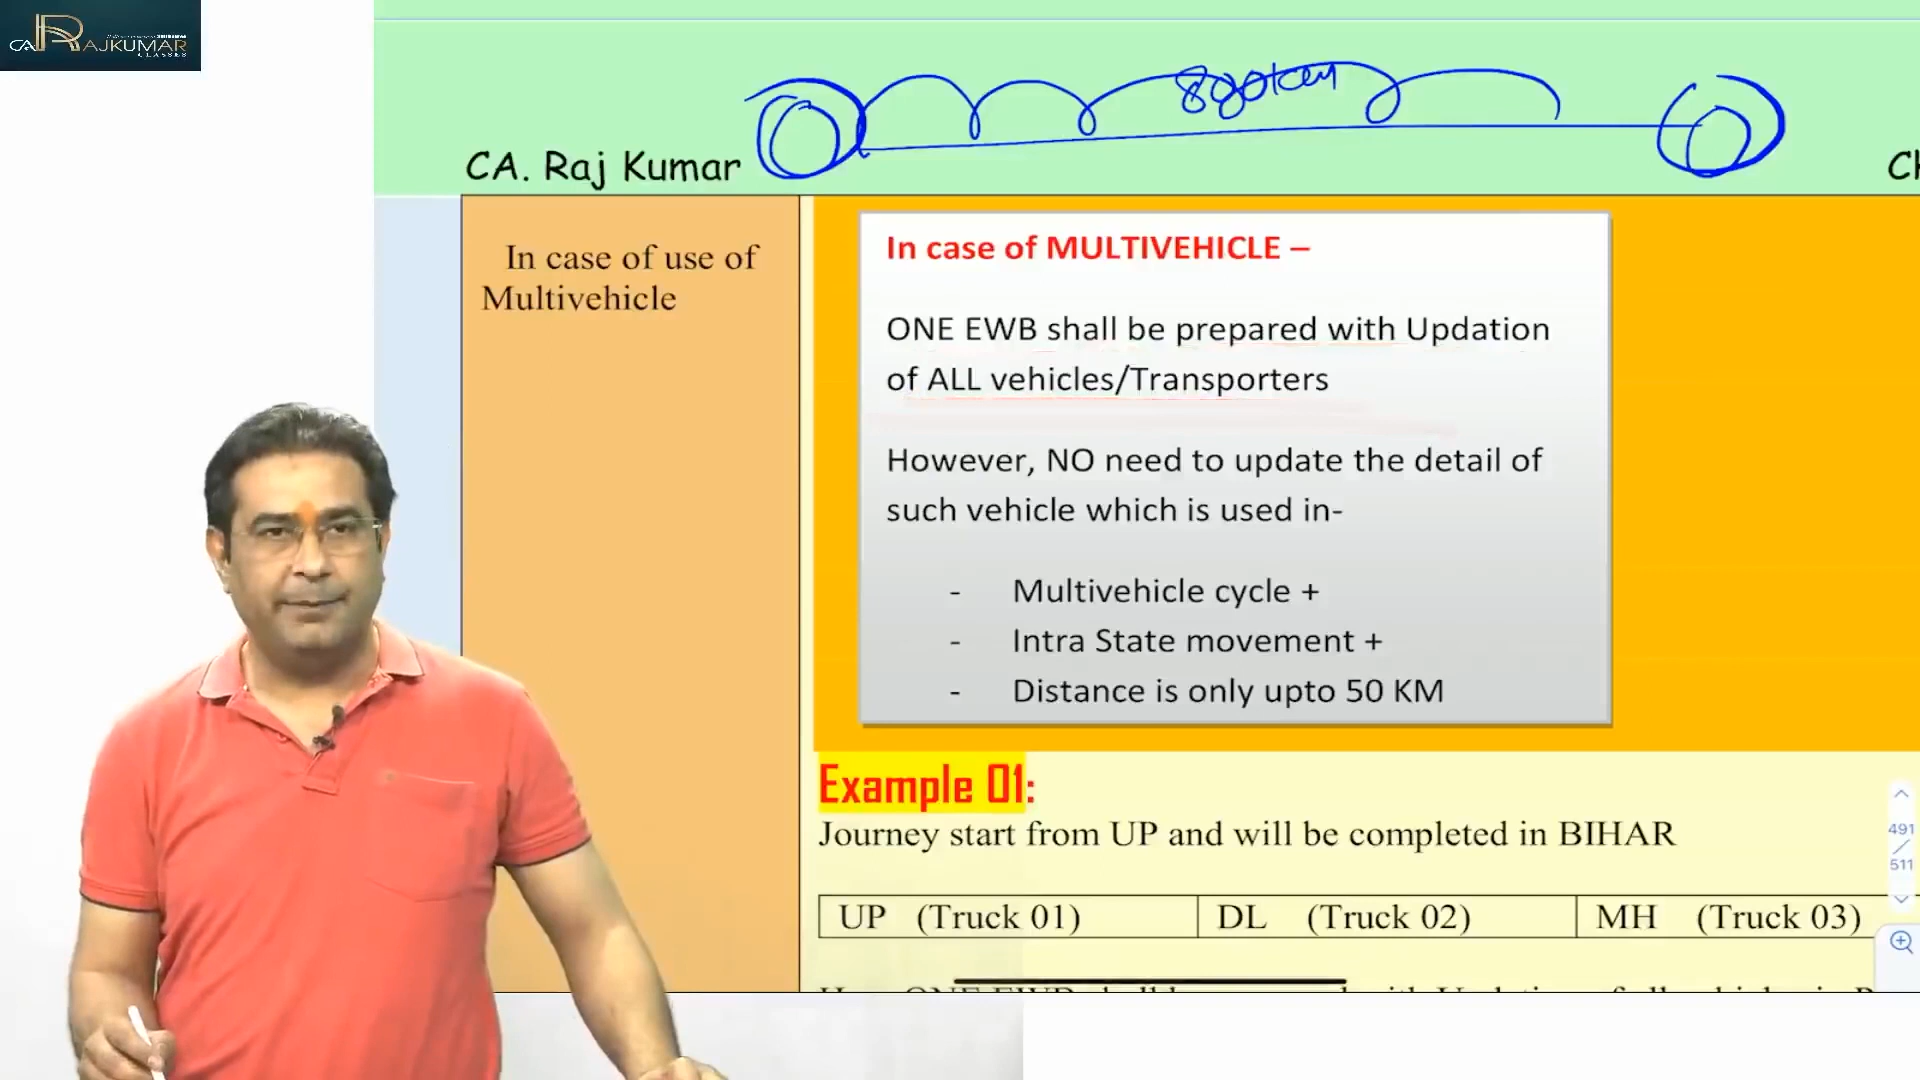 CA RAJKUMAR
CLASSES
CA. Raj Kumar
Ch
In case of use of
Multivehicle
In case of MULTIVEHICLE –
ONE EWB shall be prepared with Updation
of ALL vehicles/Transporters
However, NO need to update the detail of
such vehicle which is used in-
- Multivehicle cycle +
- Intra State movement +
- Distance is only upto 50 KM
Example 01:
Journey start from UP and will be completed in BIHAR
UP (Truck 01) DL (Truck 02) MH (Truck 03)
491
/
511